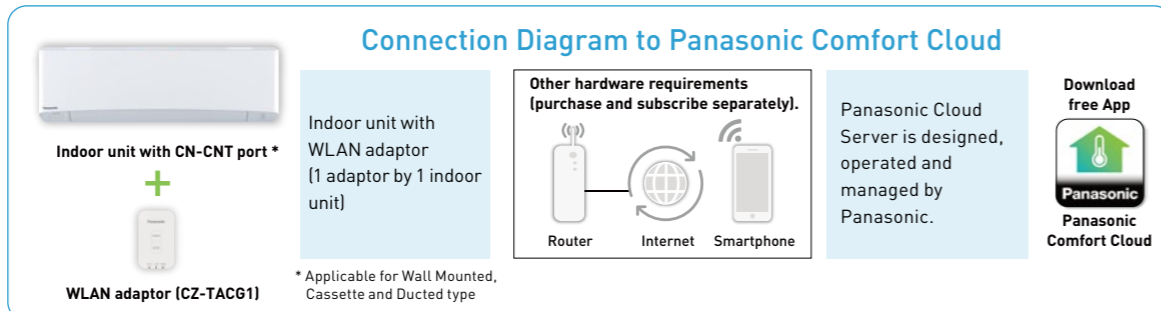 Connection Diagram to Panasonic Comfort Cloud
Panasonic
Indoor unit with CN-CNT port *
+
Panasonic
WLAN adaptor (CZ-TACG1)
Indoor unit with
WLAN adaptor
(1 adaptor by 1 indoor
unit)
* Applicable for Wall Mounted,
Cassette and Ducted type
Other hardware requirements
(purchase and subscribe separately).
Router
Internet
Smartphone
Panasonic Cloud
Server is designed,
operated and
managed by
Panasonic.
Download
free App
Panasonic
Panasonic
Comfort Cloud